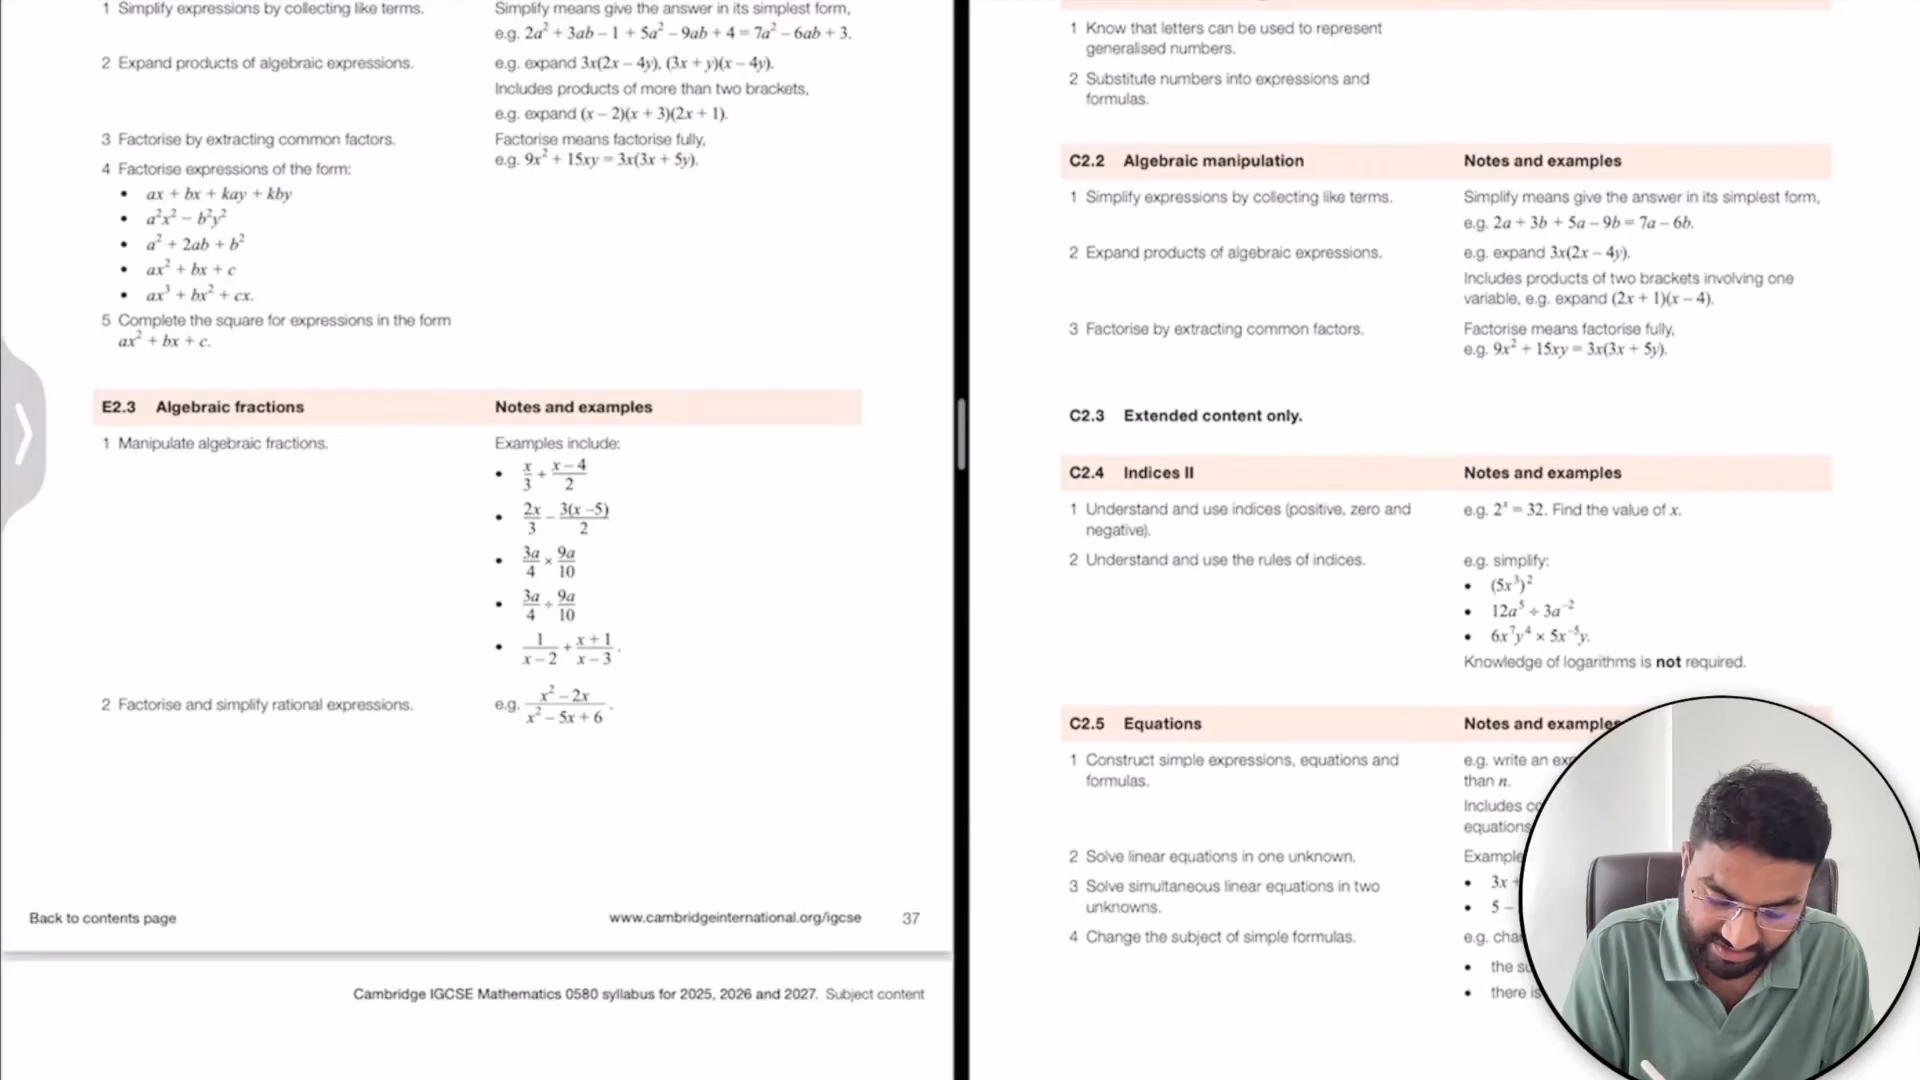 1 Simplify expressions by collecting like terms.
Simplify means give the answer in its simplest form,
e.g. 2a² + 3ab – 1 + 5a² – 9ab + 4 = 7a² – 6ab + 3.
2 Expand products of algebraic expressions.
e.g. expand 3x(2x – 4y), (3x + y)(x – 4y).
Includes products of more than two brackets,
e.g. expand (x – 2)(x + 3)(2x + 1).
3 Factorise by extracting common factors.
Factorise means factorise fully,
e.g. 9x² + 15xy = 3x(3x + 5y).
4 Factorise expressions of the form:
• ax + bx + kay + kby
• a²x² – b²y²
• a² + 2ab + b²
• ax² + bx + c
• ax³ + bx² + cx.
5 Complete the square for expressions in the form
ax² + bx + c.
E2.3 Algebraic fractions
Notes and examples
1 Manipulate algebraic fractions.
Examples include:
• x/3 + (x – 4)/2
• 2x/3 – 3(x – 5)/2
• 3a/4 × 9a/10
• 3a/4 ÷ 9a/10
• 1/(x – 2) + (x + 1)/(x – 3).
2 Factorise and simplify rational expressions.
e.g. (x² – 2x)/(x² – 5x + 6).
Back to contents page
www.cambridgeinternational.org/igcse 37
Cambridge IGCSE Mathematics 0580 syllabus for 2025, 2026 and 2027. Subject content
1 Know that letters can be used to represent
generalised numbers.
2 Substitute numbers into expressions and
formulas.
C2.2 Algebraic manipulation
Notes and examples
1 Simplify expressions by collecting like terms.
Simplify means give the answer in its simplest form,
e.g. 2a + 3b + 5a – 9b = 7a – 6b.
2 Expand products of algebraic expressions.
e.g. expand 3x(2x – 4y).
Includes products of two brackets involving one
variable, e.g. expand (2x + 1)(x – 4).
3 Factorise by extracting common factors.
Factorise means factorise fully,
e.g. 9x² + 15xy = 3x(3x + 5y).
C2.3 Extended content only.
C2.4 Indices II
Notes and examples
1 Understand and use indices (positive, zero and
negative).
e.g. 2ˣ = 32. Find the value of x.
2 Understand and use the rules of indices.
e.g. simplify:
• (5x³)²
• 12a⁵ ÷ 3a⁻²
• 6x⁷y⁴ × 5x⁻⁵y.
Knowledge of logarithms is not required.
C2.5 Equations
Notes and examples
1 Construct simple expressions, equations and
formulas.
e.g. write an
than n.
Includes
equations
2 Solve linear equations in one unknown.
• 3x +
• 5 –
3 Solve simultaneous linear equations in two
unknowns.
4 Change the subject of simple formulas.
e.g.
• the
• there is